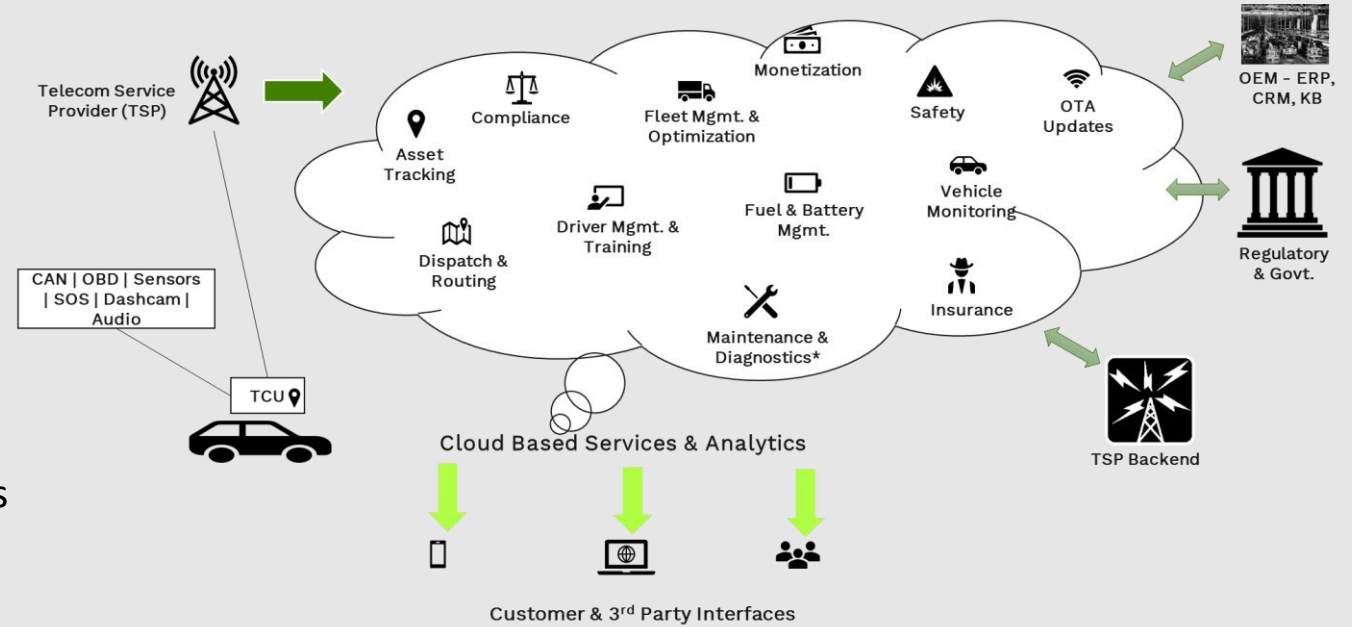 Telecom Service
Provider (TSP)
CAN | OBD | Sensors
| SOS | Dashcam |
Audio
TCU
s
Monetization
Compliance
Fleet Mgmt. &
Optimization
Safety
OTA
Updates
Asset
Tracking
Driver Mgmt. &
Training
Fuel & Battery
Mgmt.
Vehicle
Monitoring
Dispatch &
Routing
Maintenance &
Diagnostics*
Insurance
OEM - ERP,
CRM, KB
Regulatory
& Govt.
TSP Backend
Cloud Based Services & Analytics
Customer & 3rd Party Interfaces